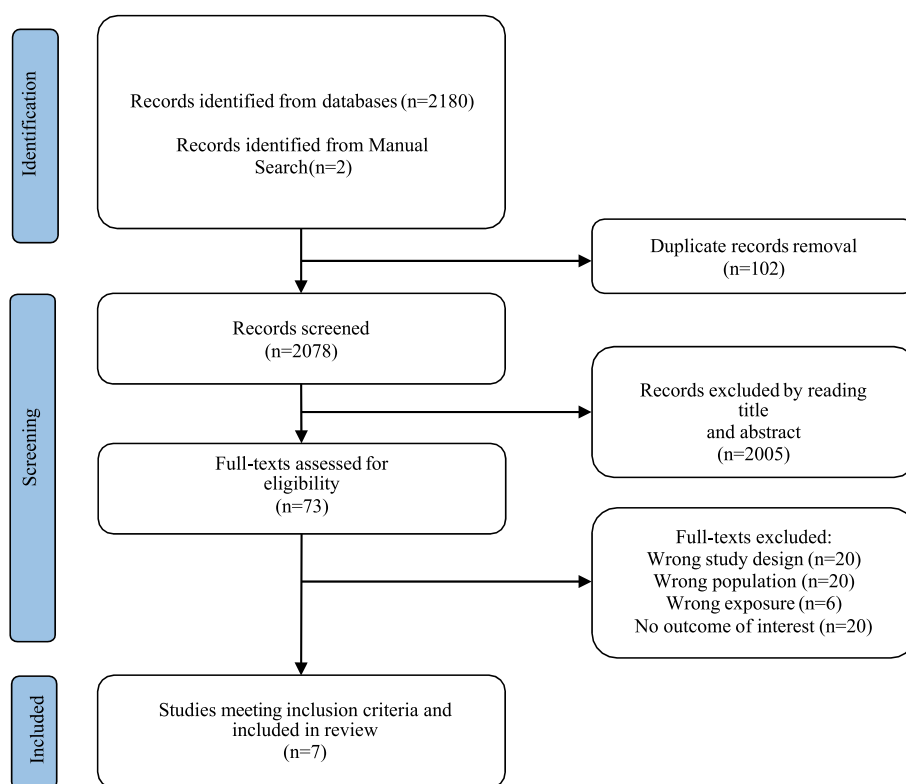 Identification
Records identified from databases (n=2180)
Records identified from Manual
Search(n=2)
Duplicate records removal
(n=102)
Screening
Records screened
(n=2078)
Records excluded by reading
title
and abstract
(n=2005)
Full-texts assessed for
eligibility
(n=73)
Full-texts excluded:
Wrong study design (n=20)
Wrong population (n=20)
Wrong exposure (n=6)
No outcome of interest (n=20)
Included
Studies meeting inclusion criteria and
included in review
(n=7)